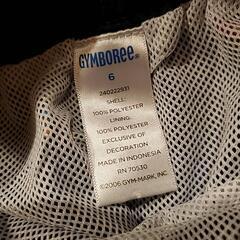 GYMBOREE®
6
240222931
SHELL:
100% POLYESTER
LINING:
100% POLYESTER
EXCLUSIVE OF
DECORATION
MADE IN INDONESIA
RN 70530
©2006 GYM-MARK, INC.